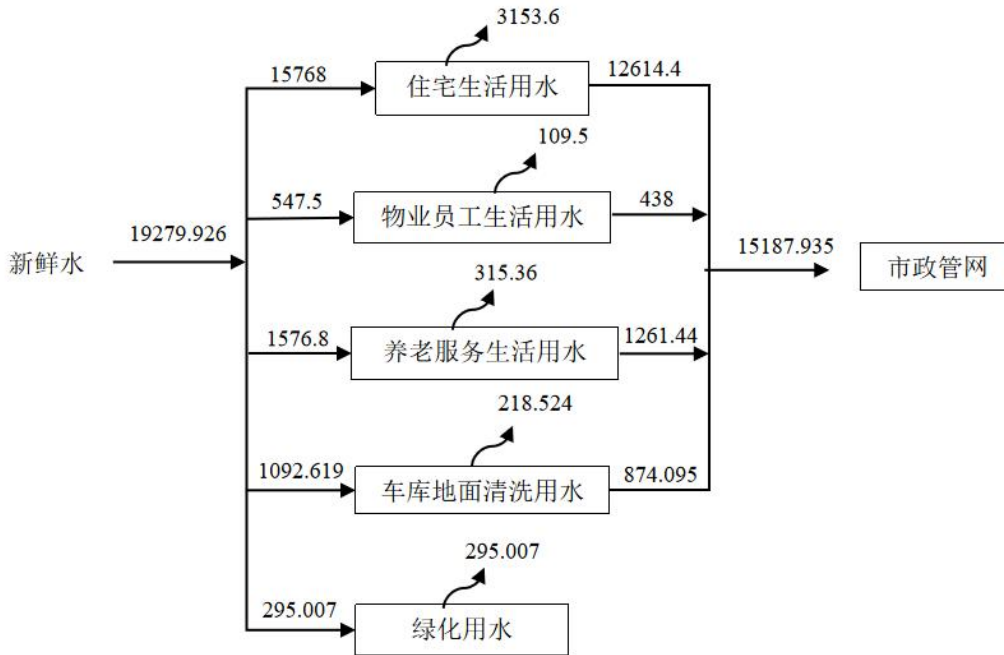 3153.6
15768
住宅生活用水
12614.4
109.5
547.5
物业员工生活用水
438
新鲜水
19279.926
15187.935
市政管网
315.36
1576.8
养老服务生活用水
1261.44
218.524
1092.619
车库地面清洗用水
874.095
295.007
295.007
绿化用水